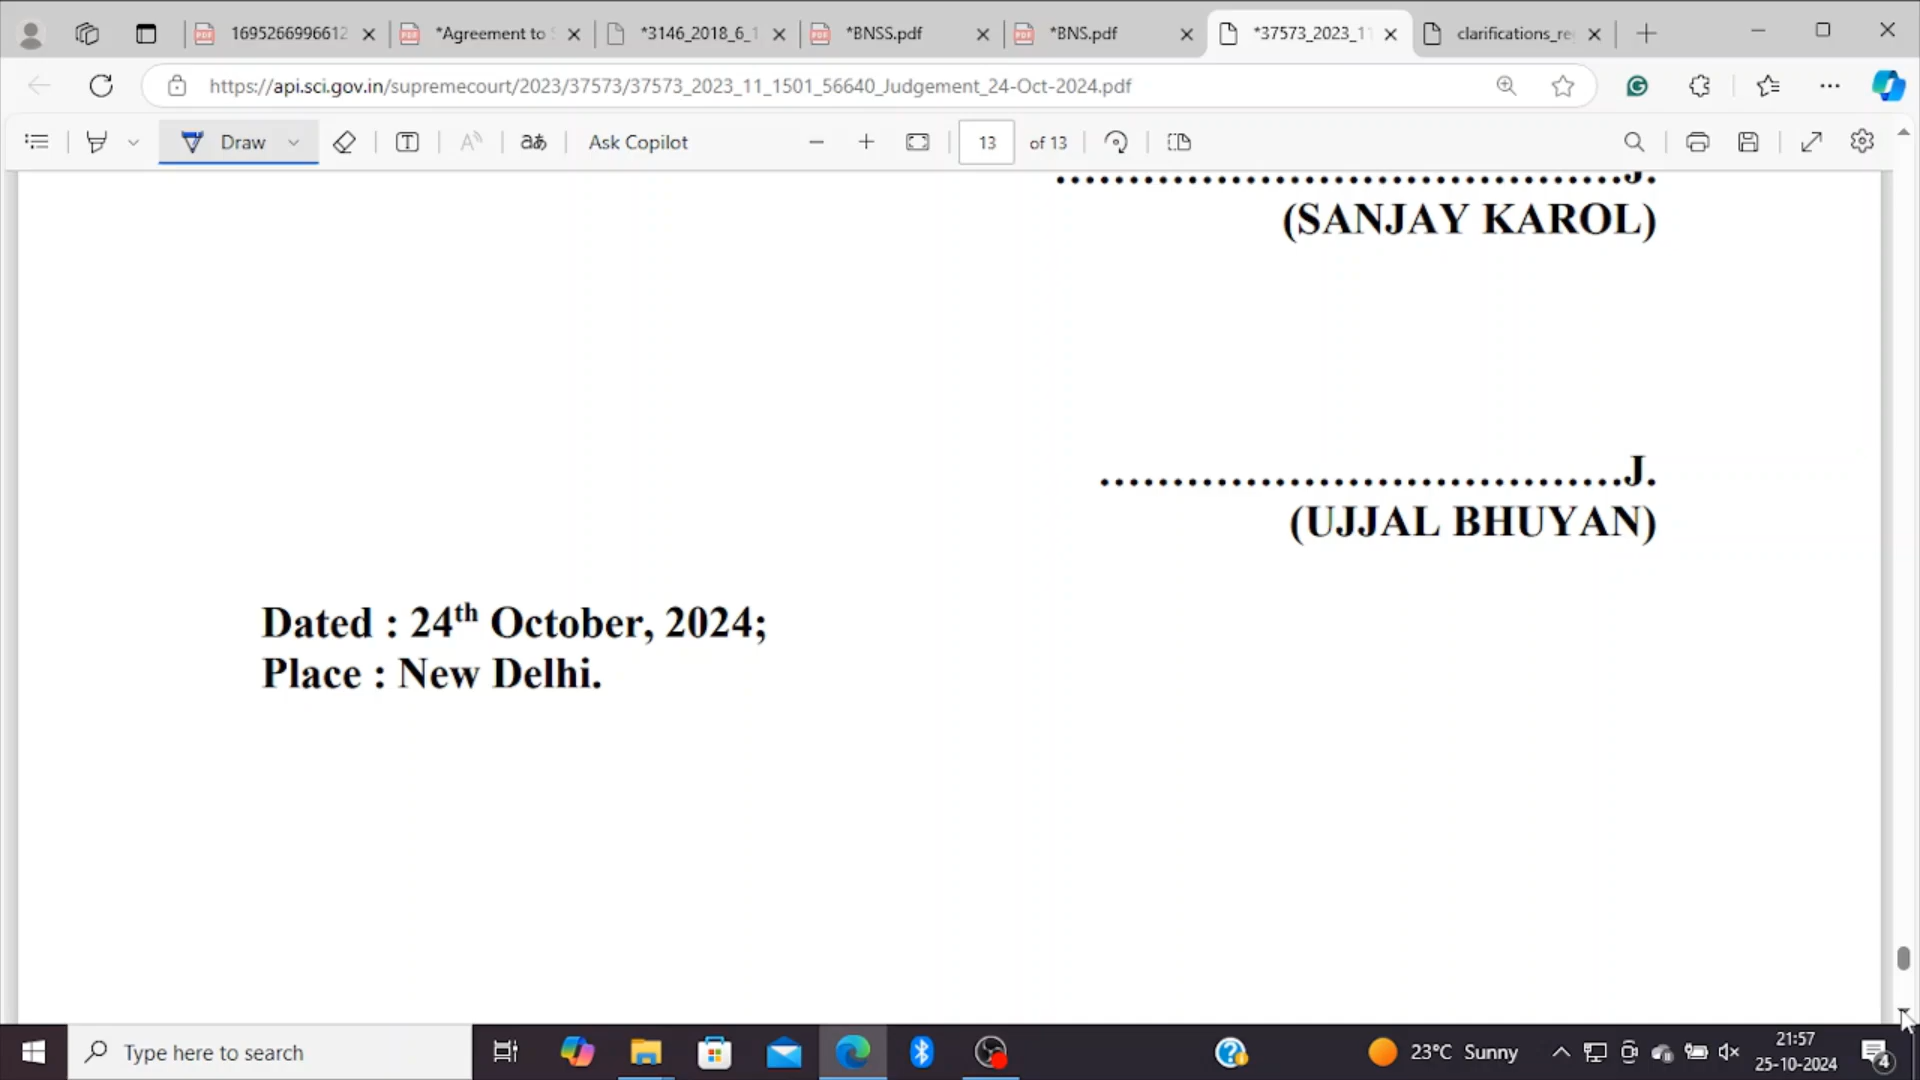 1695266996612
*Agreement to
*3146_2018_6_1
*BNSS.pdf
*BNS.pdf
*37573_2023_11
clarifications_re
https://api.sci.gov.in/supremecourt/2023/37573/37573_2023_11_1501_56640_Judgement_24-Oct-2024.pdf
Draw
Ask Copilot
13 of 13
.......................................J.
(SANJAY KAROL)
....................................J.
(UJJAL BHUYAN)
Dated : 24th October, 2024;
Place : New Delhi.
Type here to search
23°C Sunny
21:57
25-10-2024
4